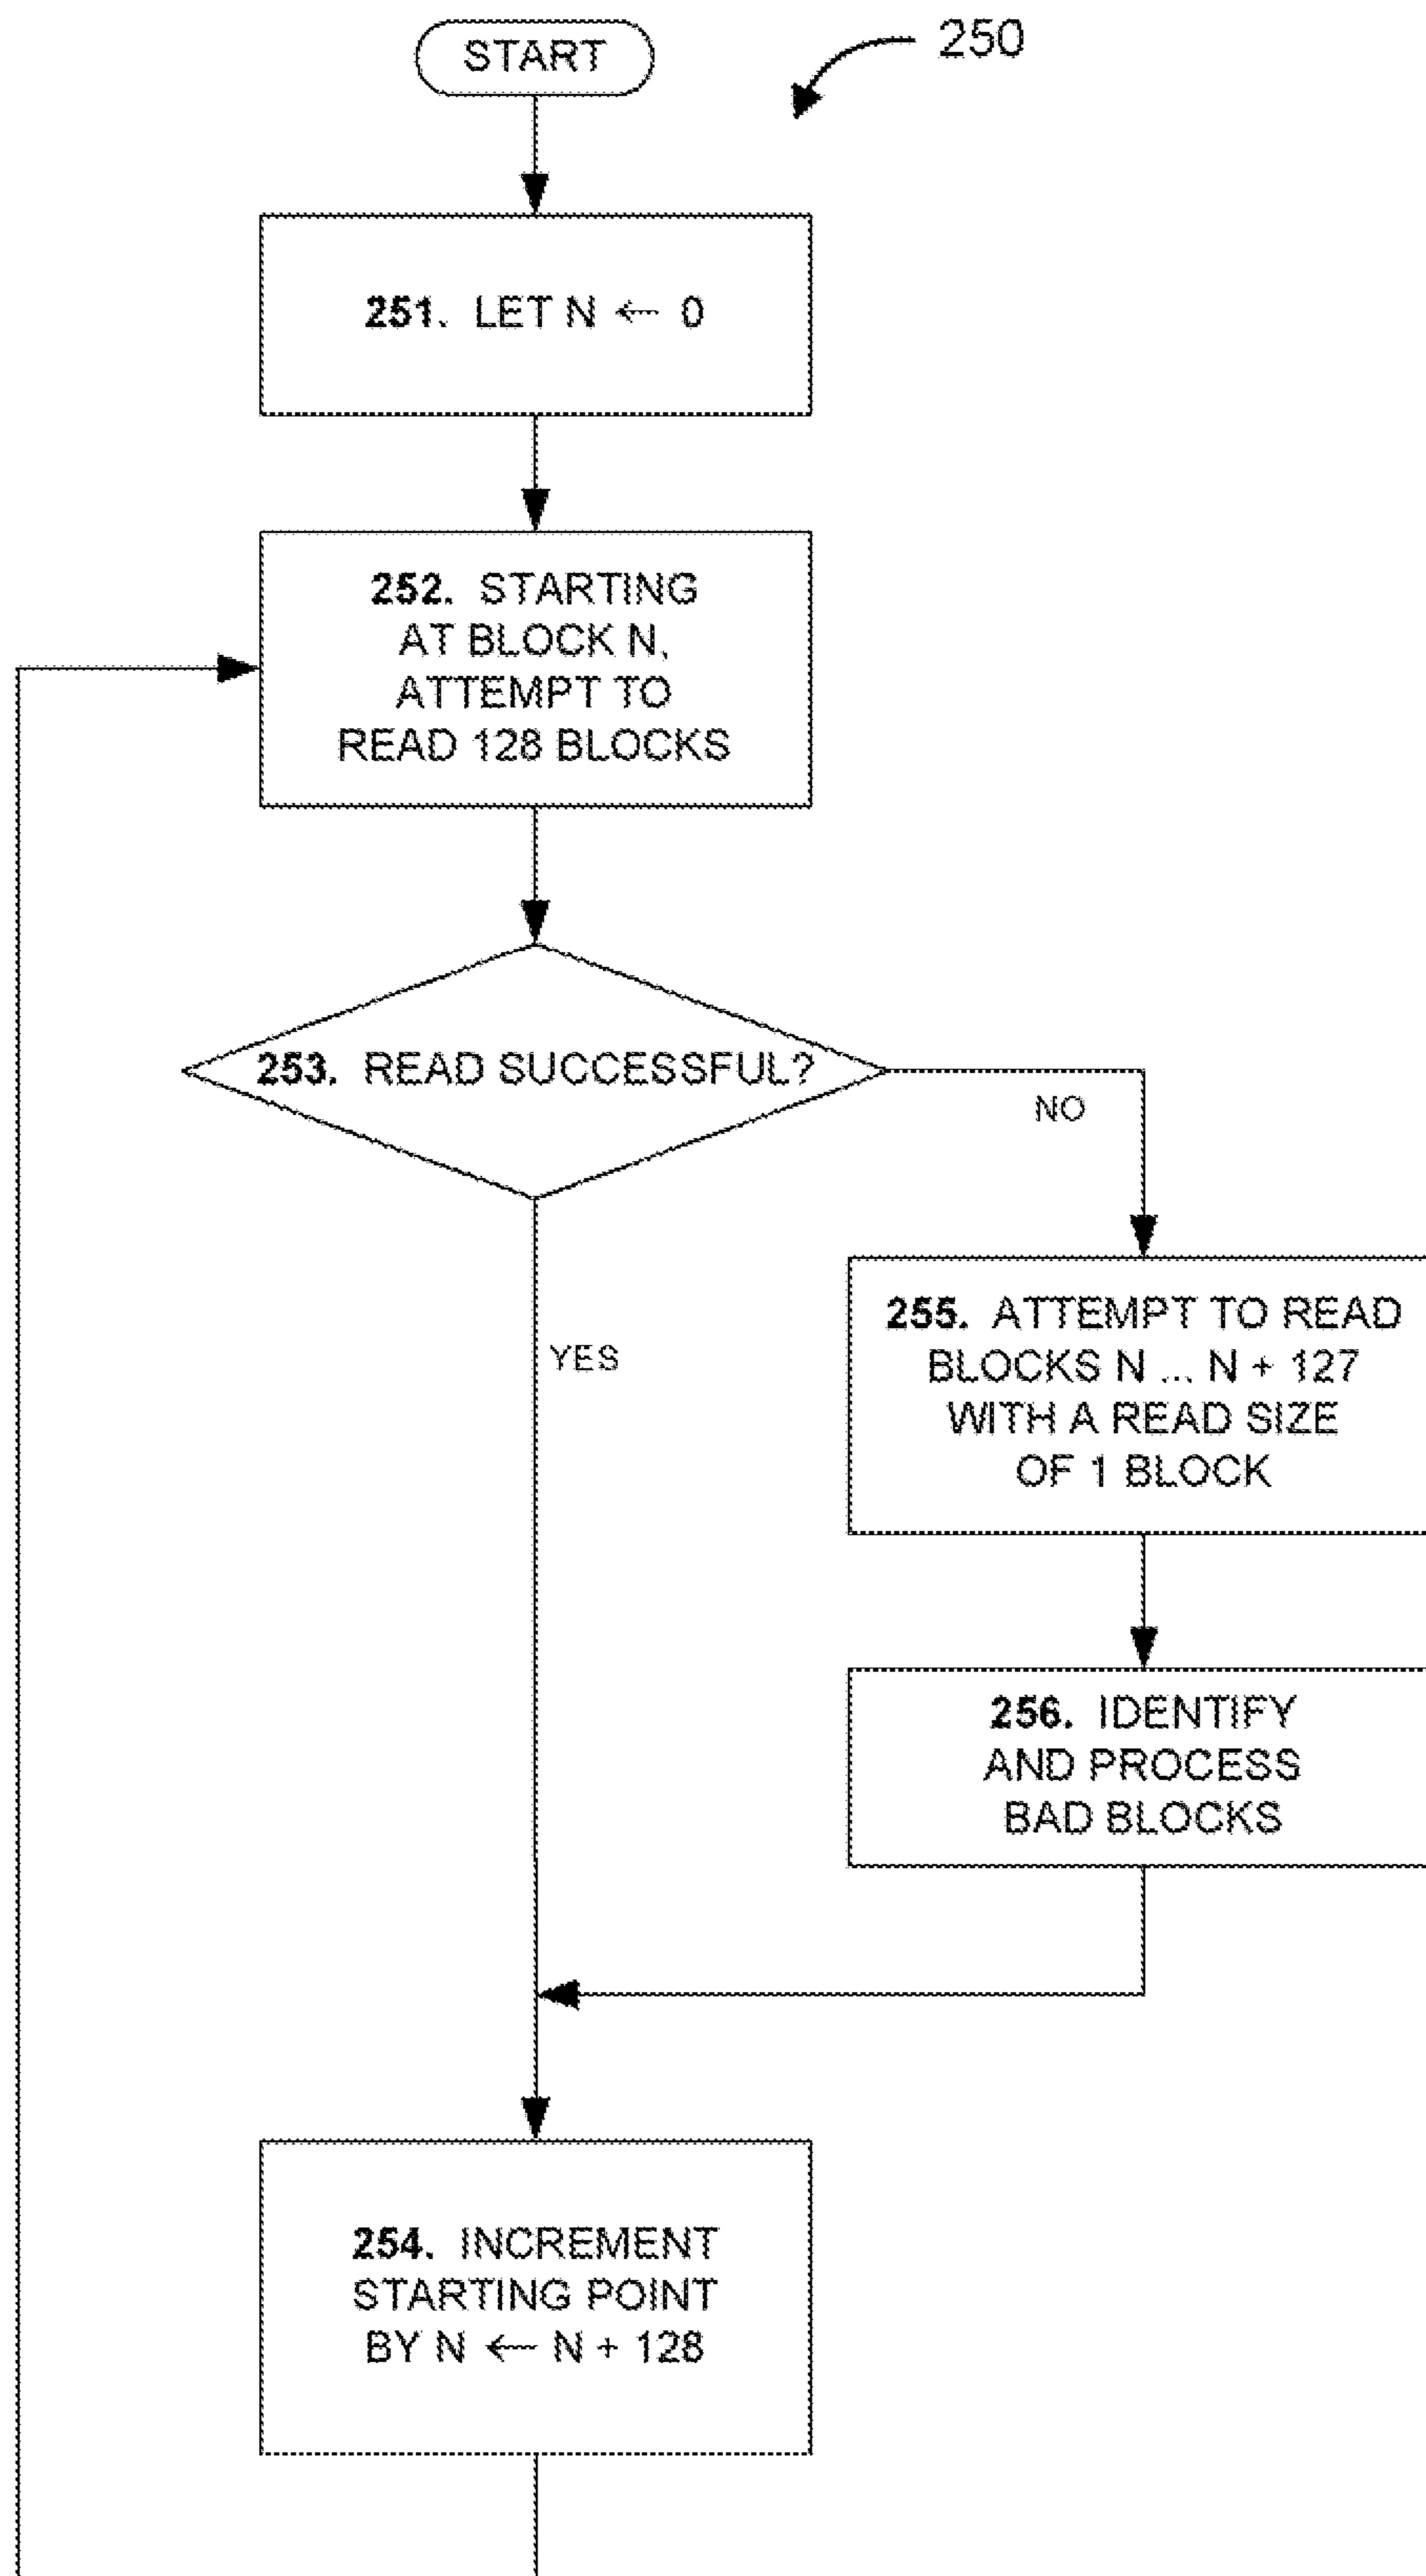 START
250
251. LET N ← 0
252. STARTING
AT BLOCK N,
ATTEMPT TO
READ 128 BLOCKS
253. READ SUCCESSFUL?
NO
YES
255. ATTEMPT TO READ
BLOCKS N ... N + 127
WITH A READ SIZE
OF 1 BLOCK
256. IDENTIFY
AND PROCESS
BAD BLOCKS
254. INCREMENT
STARTING POINT
BY N ← N + 128